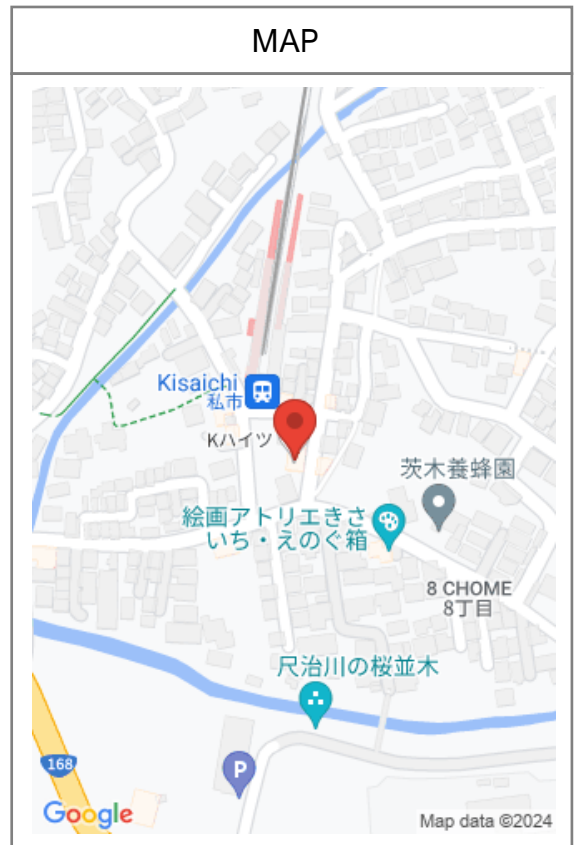 MAP
Kisaichi
私市
Kハイツ
茨木養蜂園
絵画アトリエきさ
いち・えのぐ箱
8 CHOME
8丁目
尺治川の桜並木
168
P
Google
Map data ©2024